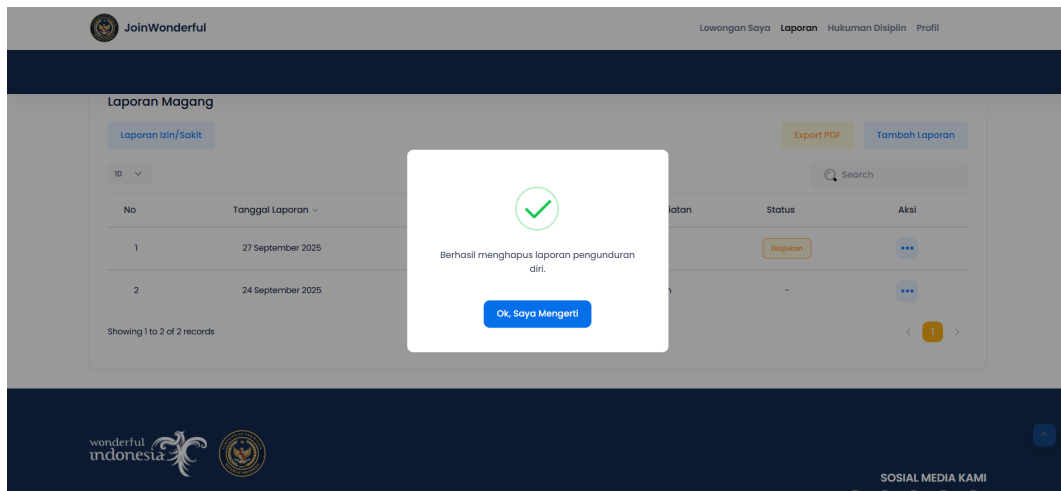 JoinWonderful
Lowongan Saya Laporan Hukuman Disiplin Profil
Laporan Magang
Laporan Izin/Sakit
Export PDF
Tambah Laporan
10
Search
No Tanggal Laporan iatan Status Aksi
1 27 September 2025 Diajukan
2 24 September 2025 -
Berhasil menghapus laporan pengunduran
diri.
Ok, Saya Mengerti
Showing 1 to 2 of 2 records
< 1 >
wonderful
indonesia
SOSIAL MEDIA KAMI